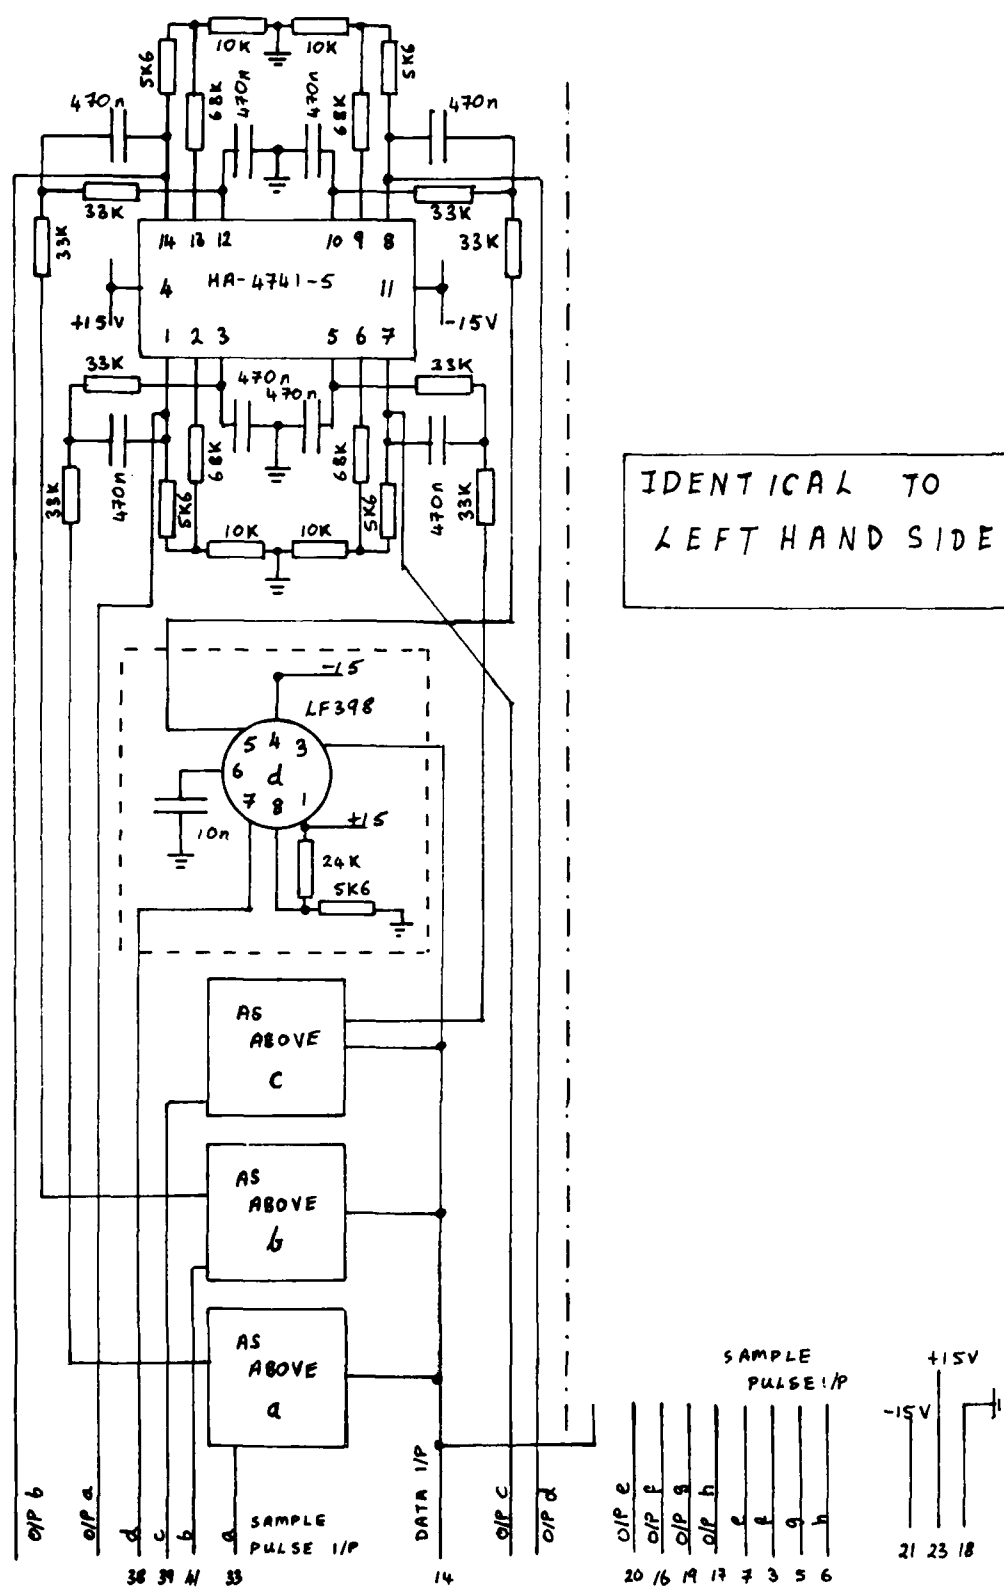 10K
10K
5K6
5K6
470n
68K
470n
470n
68K
470n
33K
33K
33K
33K
14 13 12
10 9 8
HA-4741-5
4
11
+15V
-15V
1 2 3
5 6 7
33K
470n
470n
33K
33K
470n
5K6
68K
68K
5K6
470n
33K
10K
10K
IDENTICAL TO
LEFT HAND SIDE
-15
LF398
5 4 3
6
d
7 8 1
10n
+15
24K
5K6
AS
ABOVE
c
AS
ABOVE
b
AS
ABOVE
a
SAMPLE
PULSE I/P
+15V
-15V
O/P b
O/P a
d
c
b
a
SAMPLE
PULSE I/P
DATA I/P
O/P c
O/P d
O/P e
O/P f
O/P g
O/P h
e
f
g
h
38 39 41 33
14
20 16 19 17 7 3 5 6
21 23 18